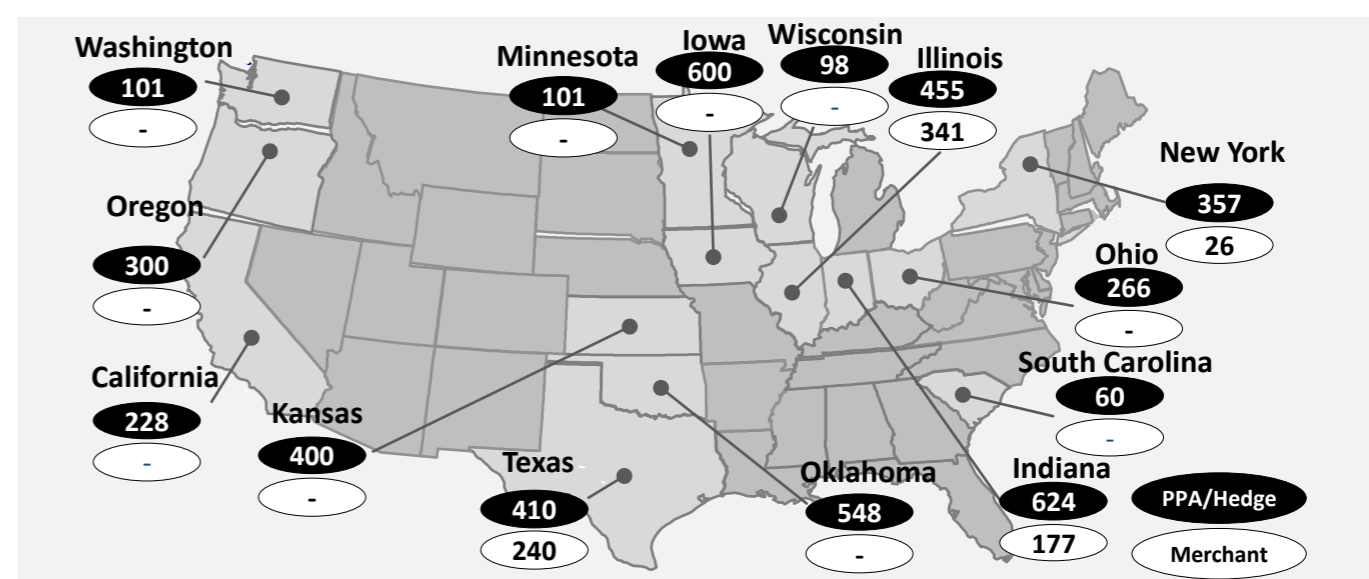 Washington
101
-
Oregon
300
-
California
228
-
Kansas
400
-
Minnesota
101
-
Iowa
600
-
Wisconsin
98
-
Illinois
455
341
New York
357
26
Ohio
266
-
South Carolina
60
-
Texas
410
240
Oklahoma
548
-
Indiana
624
177
PPA/Hedge
Merchant